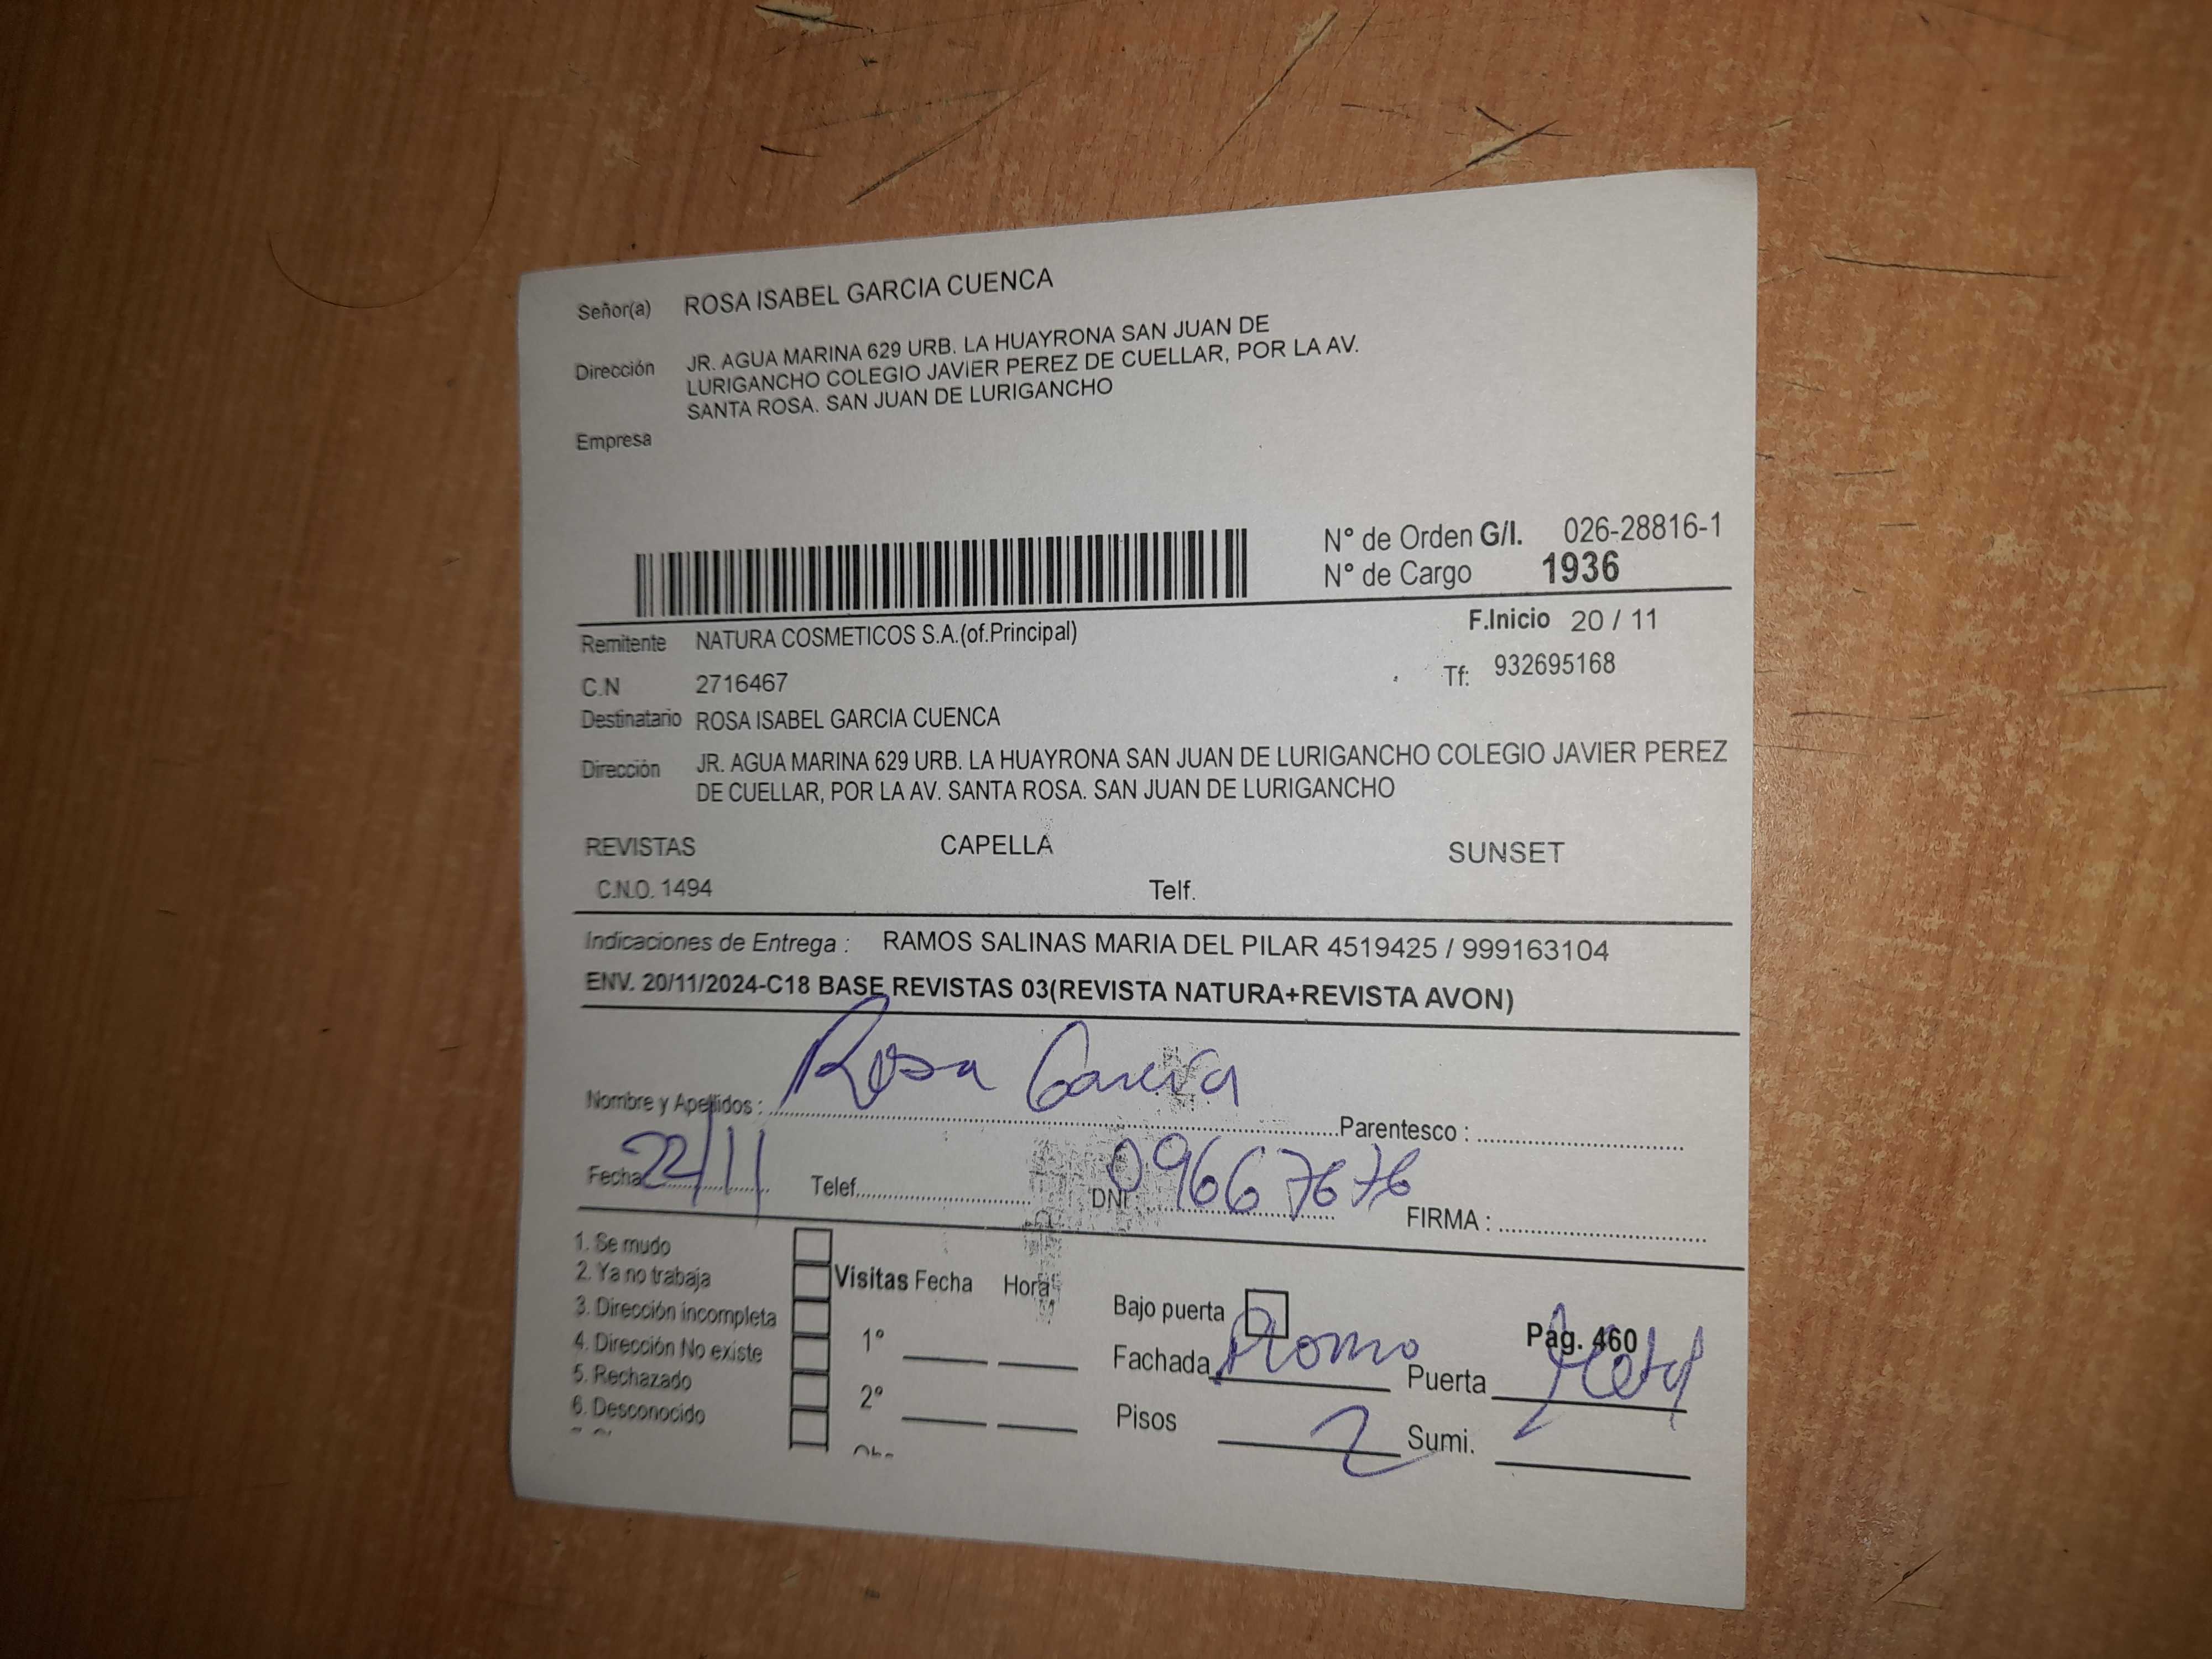 Señor(a) ROSA ISABEL GARCIA CUENCA
Dirección JR. AGUA MARINA 629 URB. LA HUAYRONA SAN JUAN DE
LURIGANCHO COLEGIO JAVIER PEREZ DE CUELLAR, POR LA AV.
SANTA ROSA. SAN JUAN DE LURIGANCHO
Empresa
N° de Orden G/I. 026-28816-1
N° de Cargo 1936
F.Inicio 20 / 11
Remitente NATURA COSMETICOS S.A.(of.Principal)
C.N 2716467 Tf: 932695168
Destinatario ROSA ISABEL GARCIA CUENCA
Dirección JR. AGUA MARINA 629 URB. LA HUAYRONA SAN JUAN DE LURIGANCHO COLEGIO JAVIER PEREZ
DE CUELLAR, POR LA AV. SANTA ROSA. SAN JUAN DE LURIGANCHO
REVISTAS CAPELLA SUNSET
C.N.O. 1494 Telf.
Indicaciones de Entrega : RAMOS SALINAS MARIA DEL PILAR 4519425 / 999163104
ENV. 20/11/2024-C18 BASE REVISTAS 03(REVISTA NATURA+REVISTA AVON)
Nombre y Apellidos : Rosa Garcia Parentesco :
Fecha 22/11 Telef. DNI 09667676 FIRMA :
1. Se mudo
2. Ya no trabaja
3. Dirección incompleta
4. Dirección No existe
5. Rechazado
6. Desconocido
Visitas Fecha Hora
1°
2°
Bajo puerta Pág. 460
Fachada Puerta Metal
Pisos 2 Sumi.